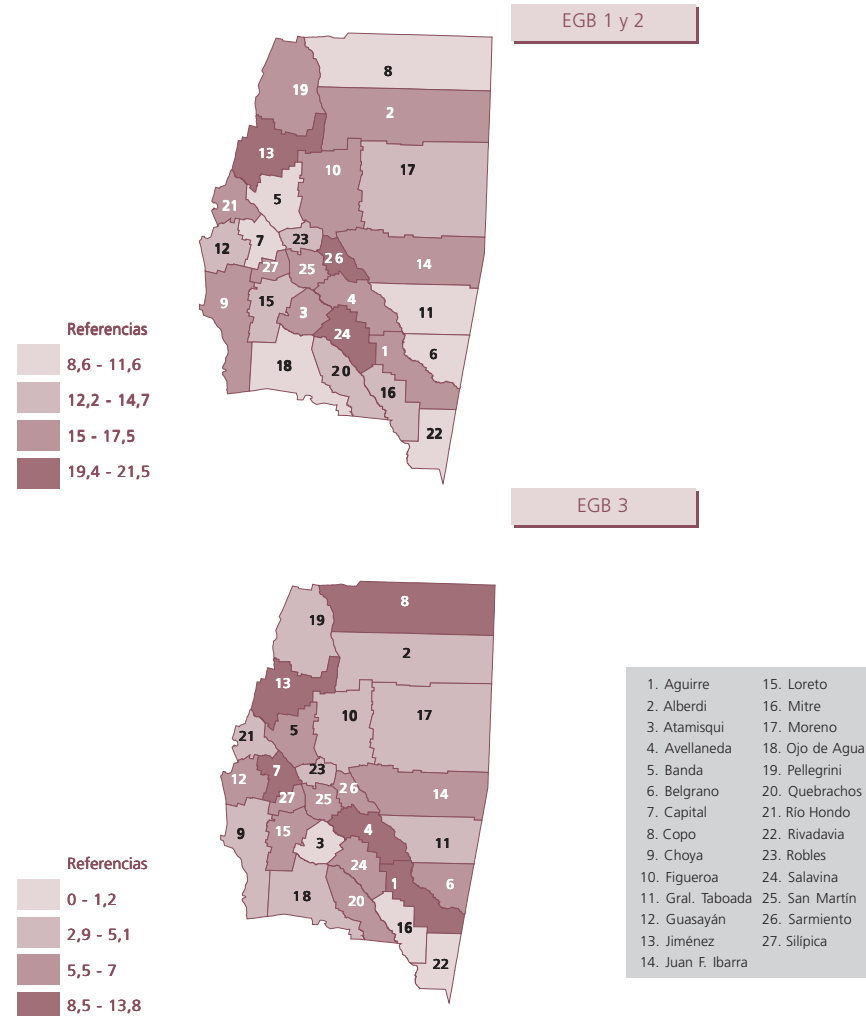 EGB 1 y 2
8
19
2
13
10
17
5
21
7
23
12
26
14
27
25
9
15
4
3
11
24
1
6
18
20
16
22
Referencias
8,6 - 11,6
12,2 - 14,7
15 - 17,5
19,4 - 21,5
EGB 3
8
19
2
13
10
17
5
21
7
23
12
26
14
27
25
9
15
4
3
11
24
1
6
18
20
16
22
Referencias
0 - 1,2
2,9 - 5,1
5,5 - 7
8,5 - 13,8
1. Aguirre
2. Alberdi
3. Atamisqui
4. Avellaneda
5. Banda
6. Belgrano
7. Capital
8. Copo
9. Choya
10. Figueroa
11. Gral. Taboada
12. Guasayán
13. Jiménez
14. Juan F. Ibarra
15. Loreto
16. Mitre
17. Moreno
18. Ojo de Agua
19. Pellegrini
20. Quebrachos
21. Río Hondo
22. Rivadavia
23. Robles
24. Salavina
25. San Martín
26. Sarmiento
27. Silípica